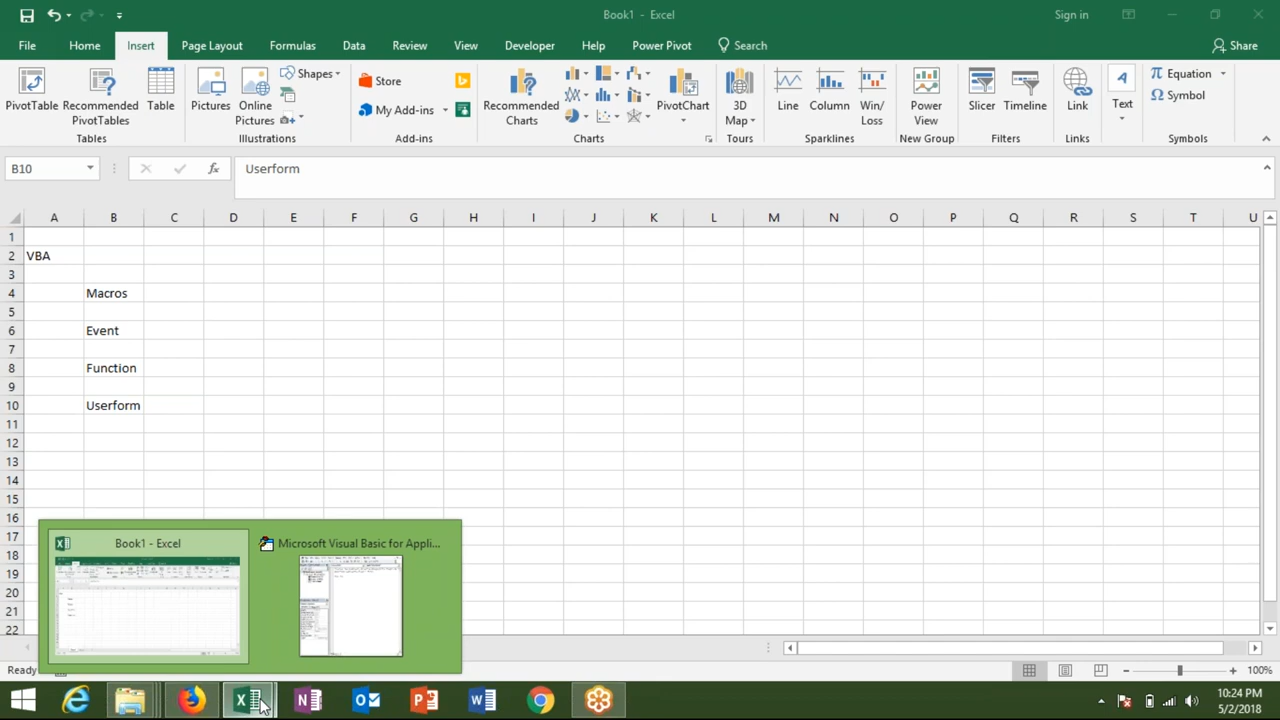 Book1 - Excel
Sign in
File Home Insert Page Layout Formulas Data Review View Developer Help Power Pivot Search Share
PivotTable Recommended PivotTables Table
Tables
Pictures Online Pictures Shapes
Illustrations
Store
My Add-ins
Add-ins
Recommended Charts PivotChart
Charts
3D Map
Tours
Line Column Win/Loss
Sparklines
Power View
New Group
Slicer Timeline
Filters
Link
Links
Text
Equation
Symbol
Symbols
B10 fx Userform
A B C D E F G H I J K L M N O P Q R S T U
1
2 VBA
3
4 Macros
5
6 Event
7
8 Function
9
10 Userform
11
12
13
14
15
16
17
18
19
20
21
22
Book1 - Excel
Microsoft Visual Basic for Appli...
Ready
100%
10:24 PM
5/2/2018